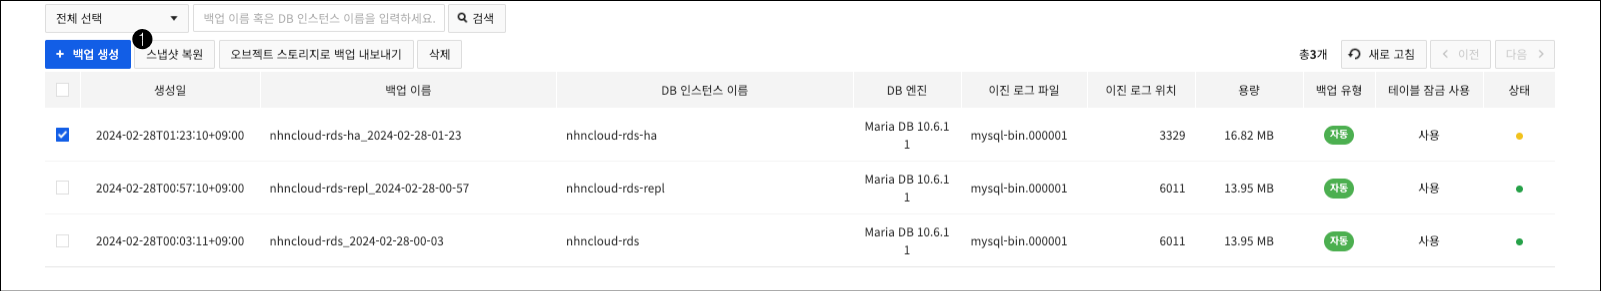 전체 선택 백업 이름 혹은 DB 인스턴스 이름을 입력하세요. 검색
+ 백업 생성 1 스냅샷 복원 오브젝트 스토리지로 백업 내보내기 삭제 총3개 새로 고침 < 이전 다음 >
생성일 백업 이름 DB 인스턴스 이름 DB 엔진 이진 로그 파일 이진 로그 위치 용량 백업 유형 테이블 잠금 사용 상태
2024-02-28T01:23:10+09:00 nhncloud-rds-ha_2024-02-28-01-23 nhncloud-rds-ha Maria DB 10.6.1 mysql-bin.000001 3329 16.82 MB 자동 사용
1
2024-02-28T00:57:10+09:00 nhncloud-rds-repl_2024-02-28-00-57 nhncloud-rds-repl Maria DB 10.6.1 mysql-bin.000001 6011 13.95 MB 자동 사용
1
2024-02-28T00:03:11+09:00 nhncloud-rds_2024-02-28-00-03 nhncloud-rds Maria DB 10.6.1 mysql-bin.000001 6011 13.95 MB 자동 사용
1